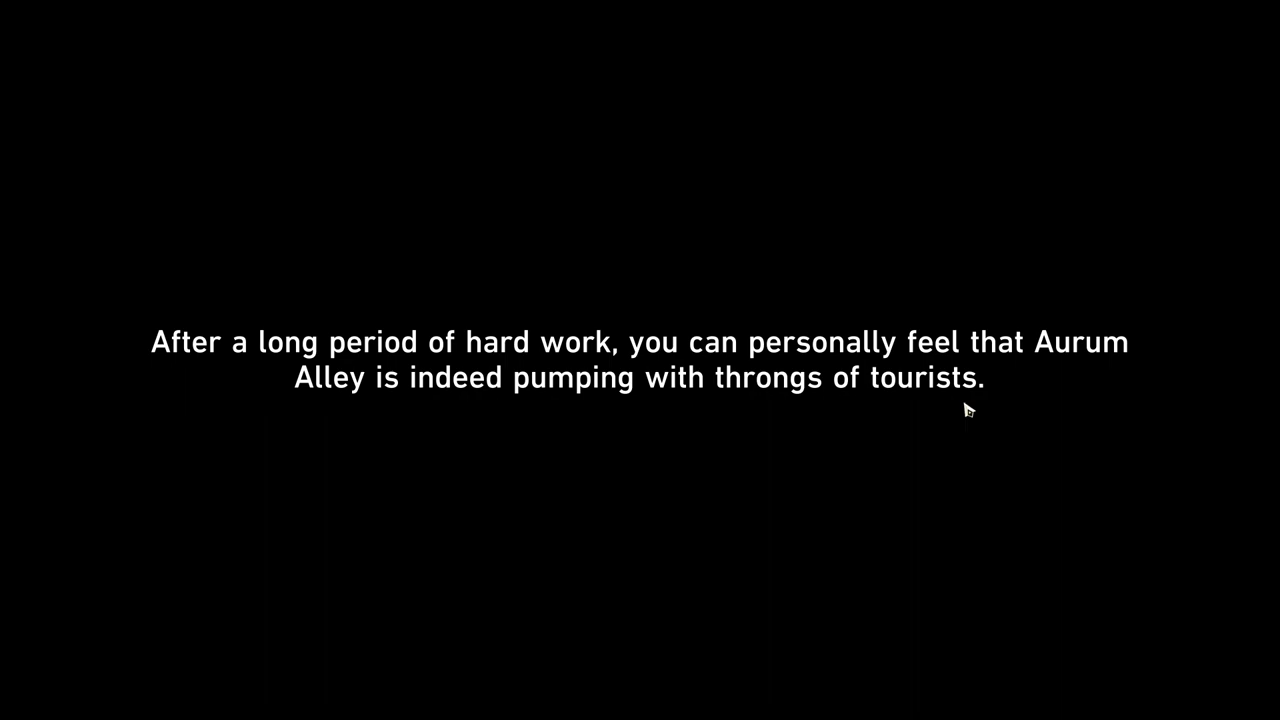 After a long period of hard work, you can personally feel that Aurum
Alley is indeed pumping with throngs of tourists.